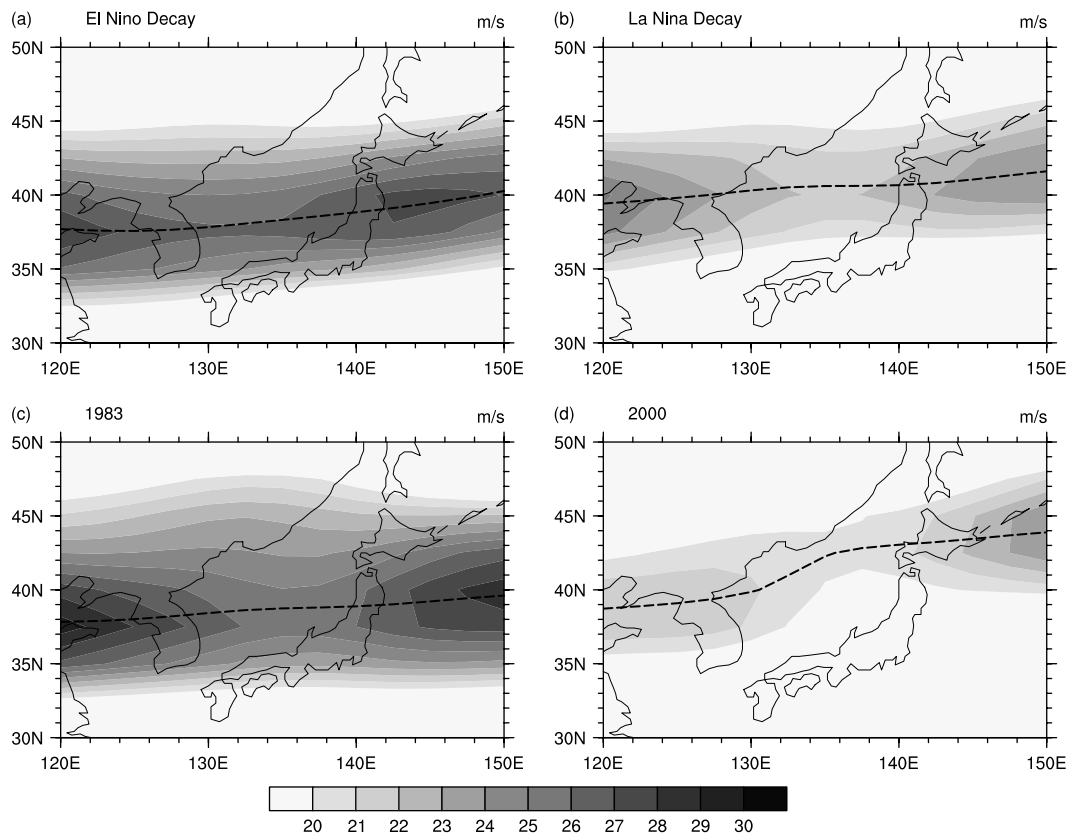 (a) El Nino Decay m/s
50N
45N
40N
35N
30N
120E 130E 140E 150E
(b) La Nina Decay m/s
50N
45N
40N
35N
30N
120E 130E 140E 150E
(c) 1983 m/s
50N
45N
40N
35N
30N
120E 130E 140E 150E
(d) 2000 m/s
50N
45N
40N
35N
30N
120E 130E 140E 150E
20 21 22 23 24 25 26 27 28 29 30